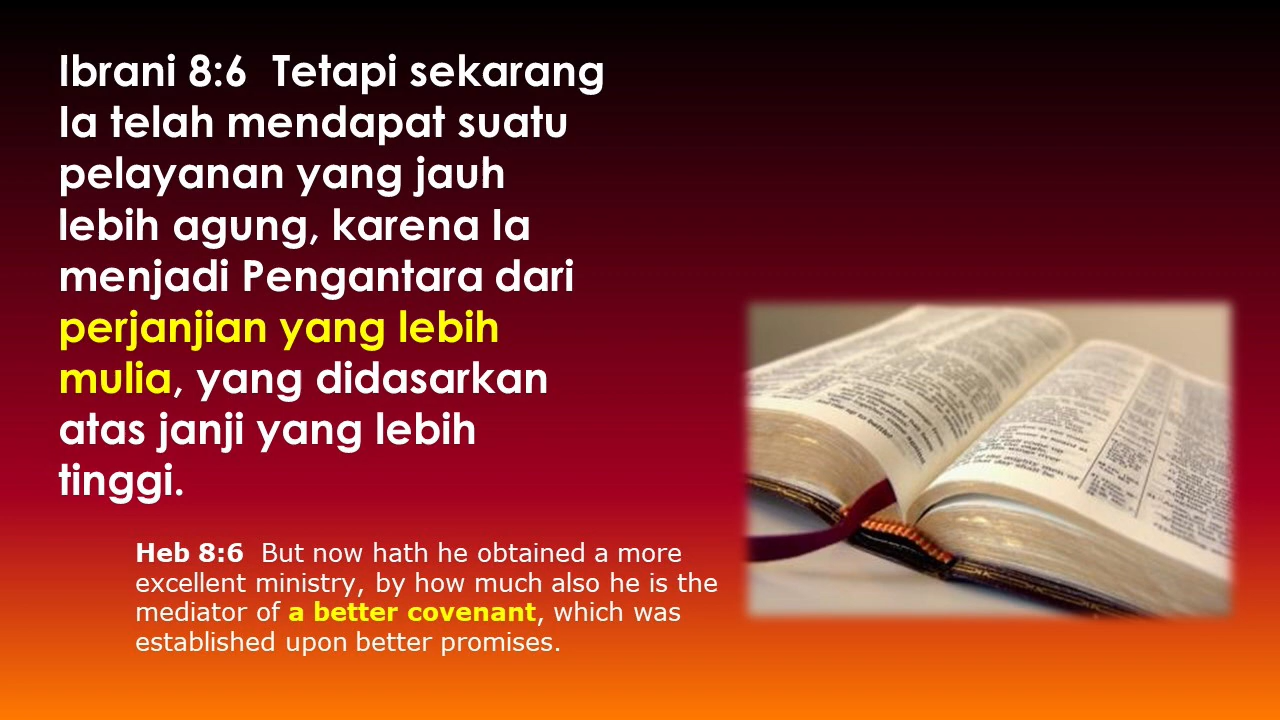 Ibrani 8:6  Tetapi sekarang
Ia telah mendapat suatu
pelayanan yang jauh
lebih agung, karena Ia
menjadi Pengantara dari
perjanjian yang lebih
mulia, yang didasarkan
atas janji yang lebih
tinggi.
Heb 8:6  But now hath he obtained a more
excellent ministry, by how much also he is the
mediator of a better covenant, which was
established upon better promises.